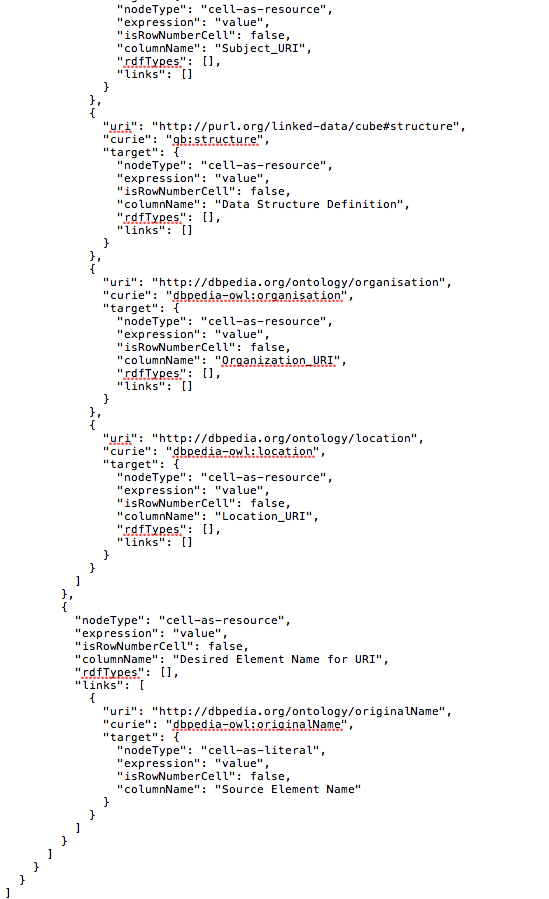 "nodeType": "cell-as-resource",
"expression": "value",
"isRowNumberCell": false,
"columnName": "Subject_URI",
"rdfTypes": [],
"links": []
}
},
{
"uri": "http://purl.org/linked-data/cube#structure",
"curie": "qb:structure",
"target": {
"nodeType": "cell-as-resource",
"expression": "value",
"isRowNumberCell": false,
"columnName": "Data Structure Definition",
"rdfTypes": [],
"links": []
}
},
{
"uri": "http://dbpedia.org/ontology/organisation",
"curie": "dbpedia-owl:organisation",
"target": {
"nodeType": "cell-as-resource",
"expression": "value",
"isRowNumberCell": false,
"columnName": "Organization_URI",
"rdfTypes": [],
"links": []
}
},
{
"uri": "http://dbpedia.org/ontology/location",
"curie": "dbpedia-owl:location",
"target": {
"nodeType": "cell-as-resource",
"expression": "value",
"isRowNumberCell": false,
"columnName": "Location_URI",
"rdfTypes": [],
"links": []
}
}
]
},
{
"nodeType": "cell-as-resource",
"expression": "value",
"isRowNumberCell": false,
"columnName": "Desired Element Name for URI",
"rdfTypes": [],
"links": [
{
"uri": "http://dbpedia.org/ontology/originalName",
"curie": "dbpedia-owl:originalName",
"target": {
"nodeType": "cell-as-literal",
"expression": "value",
"isRowNumberCell": false,
"columnName": "Source Element Name"
}
}
]
}
]
}
}
]